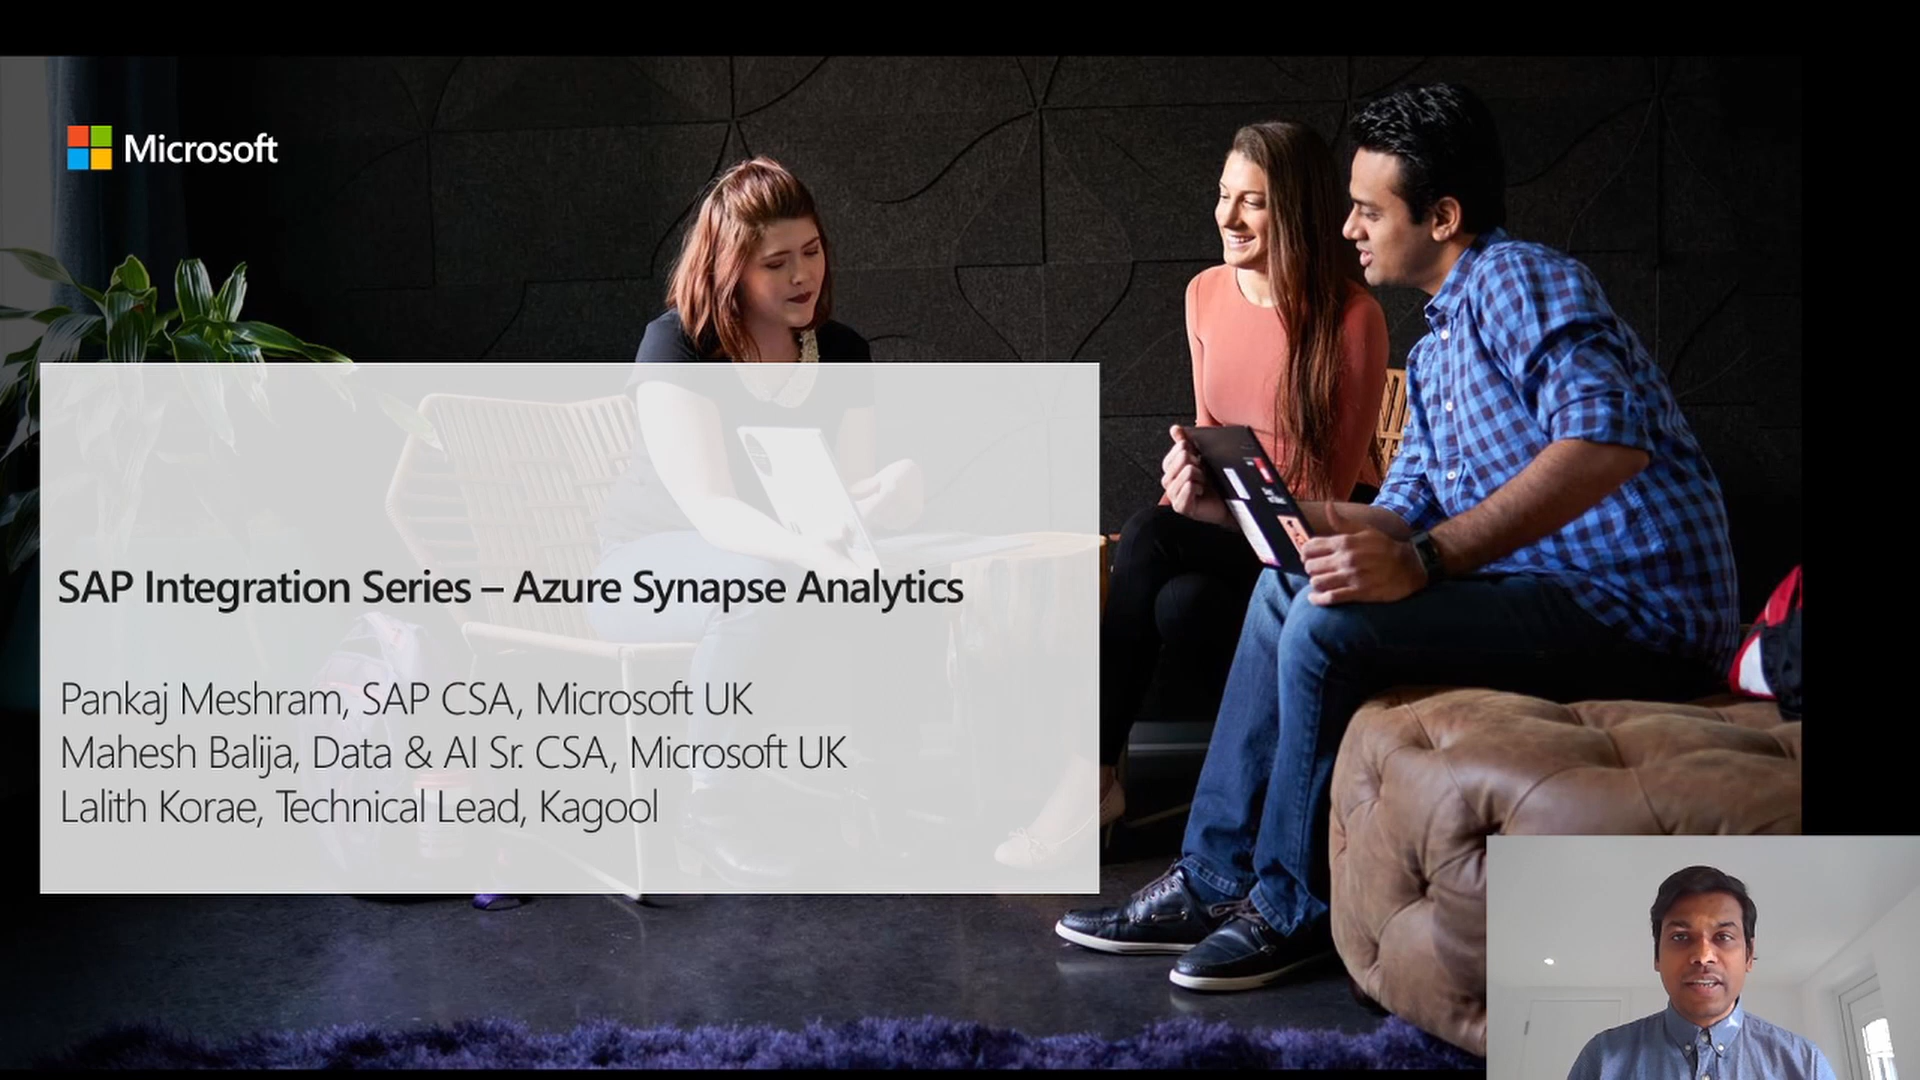 Microsoft
SAP Integration Series – Azure Synapse Analytics
Pankaj Meshram, SAP CSA, Microsoft UK
Mahesh Balija, Data & AI Sr. CSA, Microsoft UK
Lalith Korae, Technical Lead, Kagool